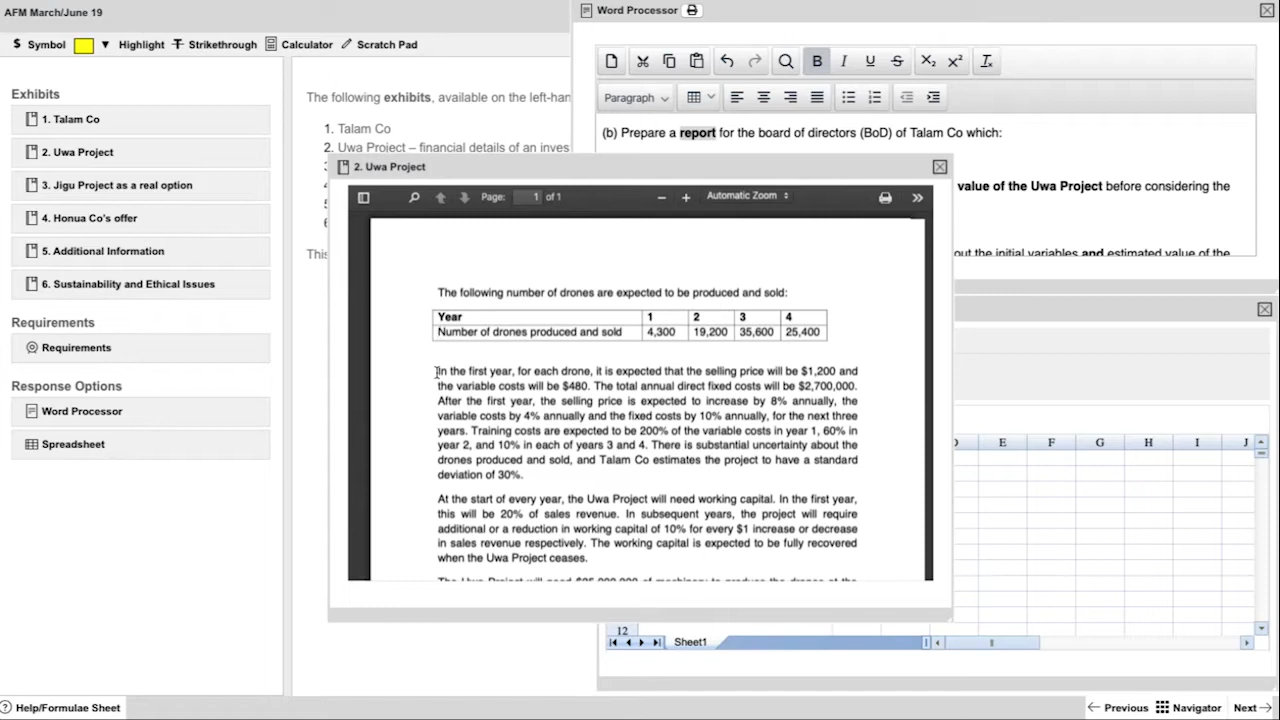 AFM March/June 19
Symbol
Highlight
Strikethrough
Calculator
Scratch Pad
Exhibits
1. Talam Co
2. Uwa Project
3. Jigu Project as a real option
4. Honua Co's offer
5. Additional Information
6. Sustainability and Ethical Issues
Requirements
Requirements
Response Options
Word Processor
Spreadsheet
The following exhibits, available on the left-han
1. Talam Co
2. Uwa Project – financial details of an inves
This
Word Processor
Paragraph
(b) Prepare a report for the board of directors (BoD) of Talam Co which:
value of the Uwa Project before considering the
out the initial variables and estimated value of the
2. Uwa Project
Page: 1 of 1
Automatic Zoom
The following number of drones are expected to be produced and sold:
Year 1 2 3 4
Number of drones produced and sold 4,300 19,200 35,600 25,400
In the first year, for each drone, it is expected that the selling price will be $1,200 and
the variable costs will be $480. The total annual direct fixed costs will be $2,700,000.
After the first year, the selling price is expected to increase by 8% annually, the
variable costs by 4% annually and the fixed costs by 10% annually, for the next three
years. Training costs are expected to be 200% of the variable costs in year 1, 60% in
year 2, and 10% in each of years 3 and 4. There is substantial uncertainty about the
drones produced and sold, and Talam Co estimates the project to have a standard
deviation of 30%.
At the start of every year, the Uwa Project will need working capital. In the first year,
this will be 20% of sales revenue. In subsequent years, the project will require
additional or a reduction in working capital of 10% for every $1 increase or decrease
in sales revenue respectively. The working capital is expected to be fully recovered
when the Uwa Project ceases.
E F G H I J
12
Sheet1
Help/Formulae Sheet
Previous
Navigator
Next